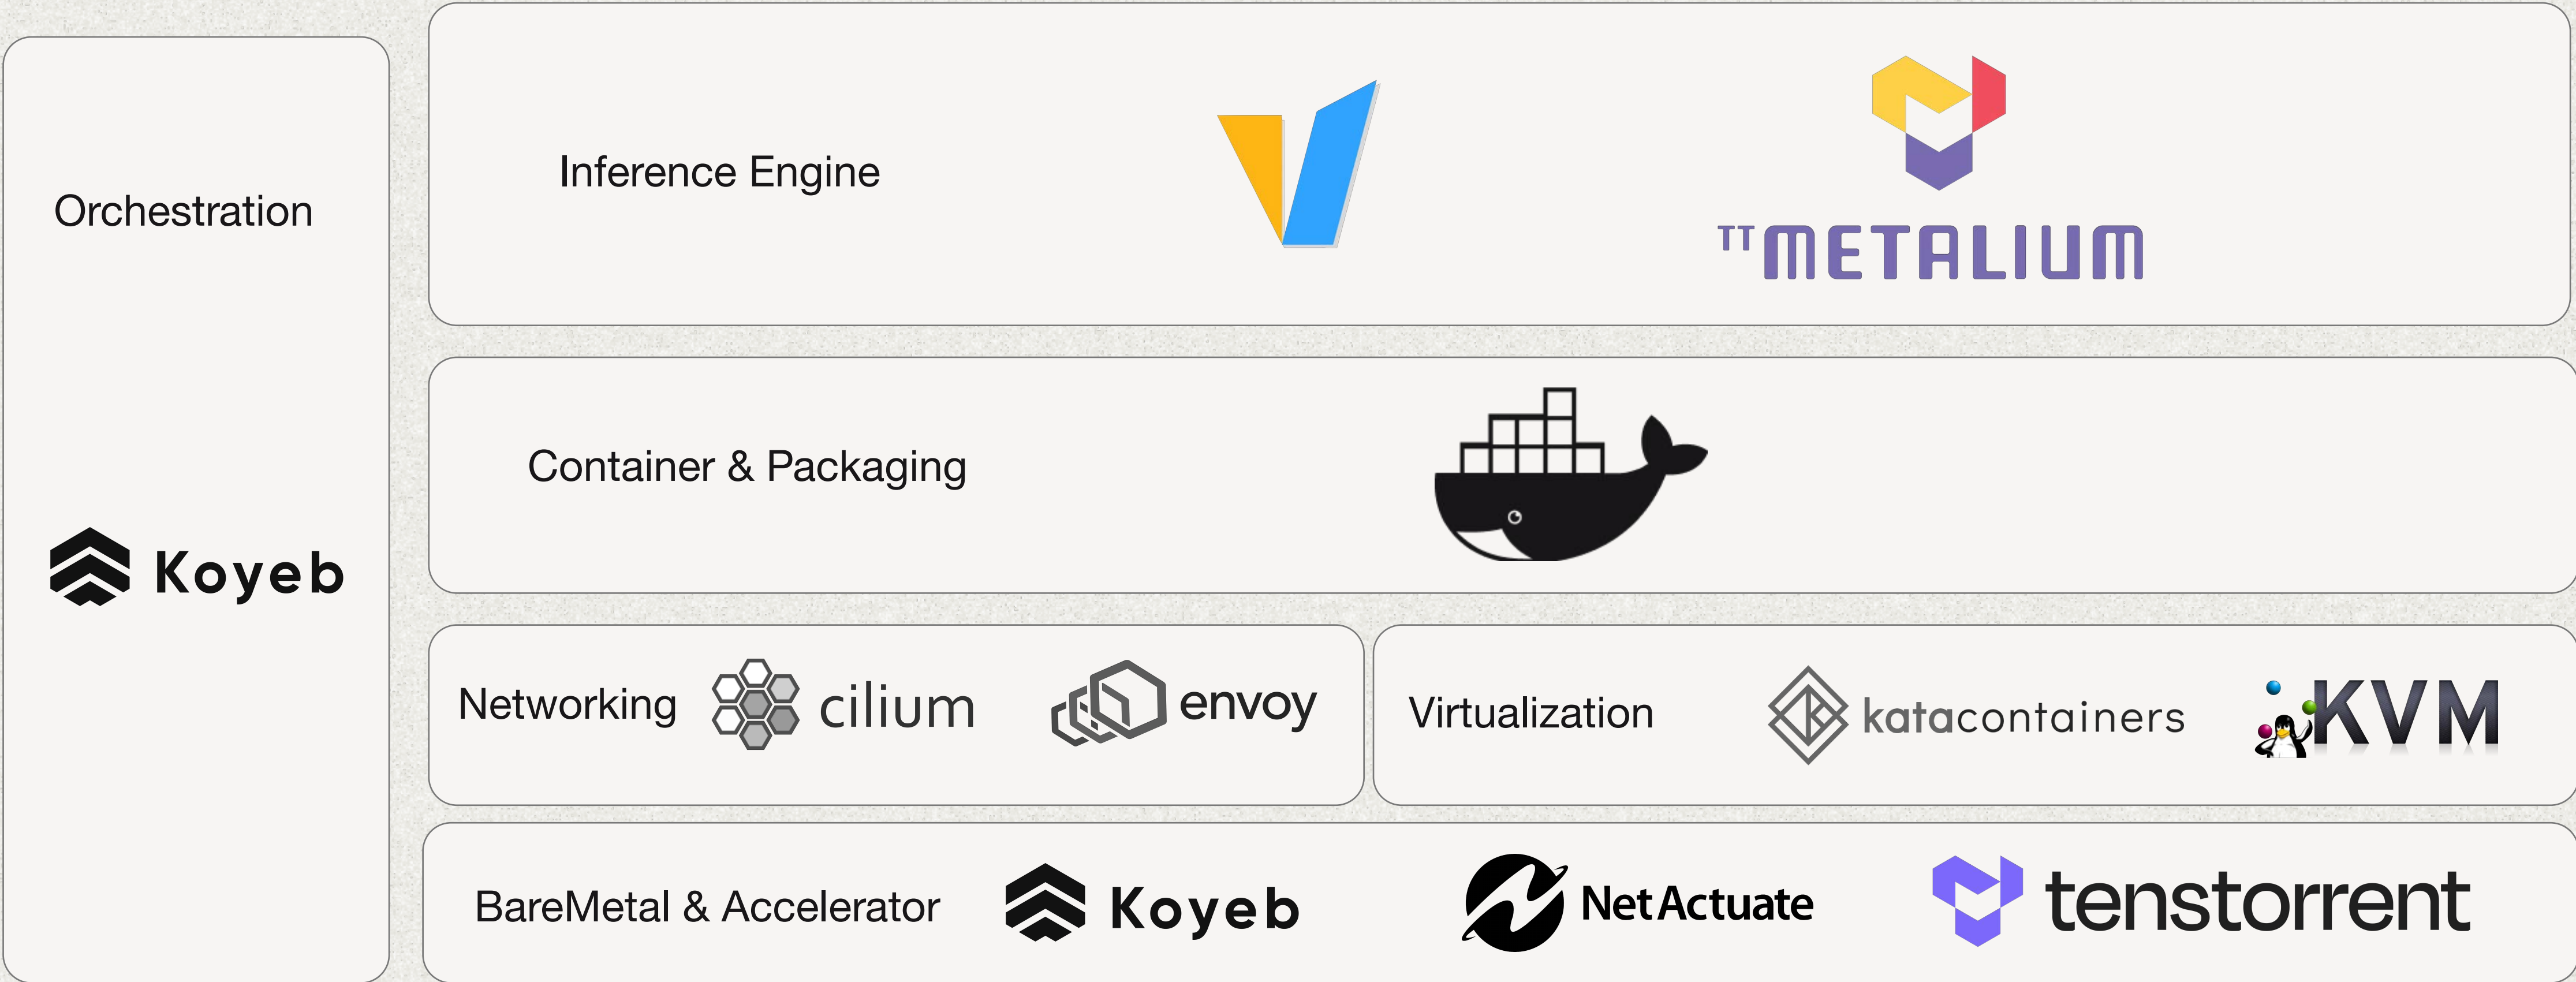 Orchestration
Koyeb
Inference Engine
TT METALIUM
Container & Packaging
Networking
cilium
envoy
Virtualization
katacontainers
KVM
BareMetal & Accelerator
Koyeb
NetActuate
tenstorrent